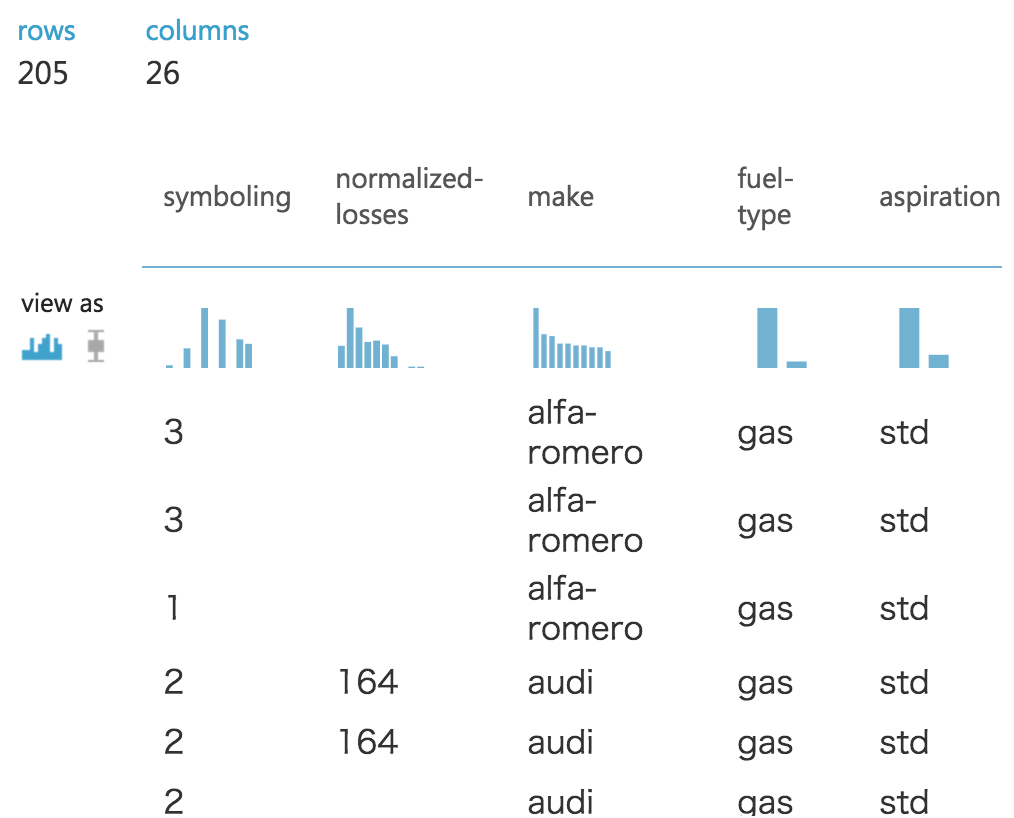 rows columns
205 26
symboling normalized-losses make fuel-type aspiration
view as
3 alfa-romero gas std
3 alfa-romero gas std
1 alfa-romero gas std
2 164 audi gas std
2 164 audi gas std
2 audi gas std